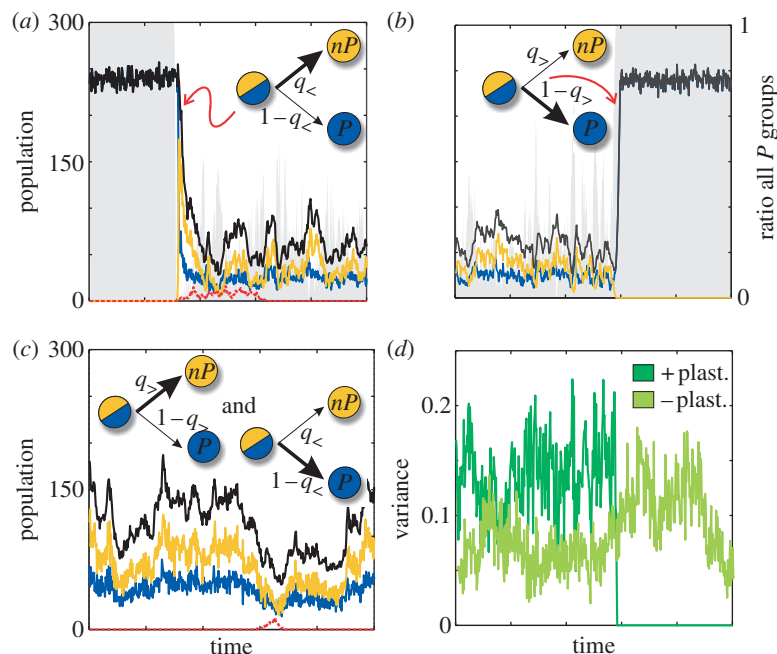 (a)
300
150
0
population
nP
q<
1–q<
P
(b)
nP
q>
1–q>
P
1
0
ratio all P groups
(c)
300
150
0
population
nP
q>
1–q>
P
and
nP
q<
1–q<
P
time
(d)
+ plast.
– plast..
0.2
0.1
0
variance
time